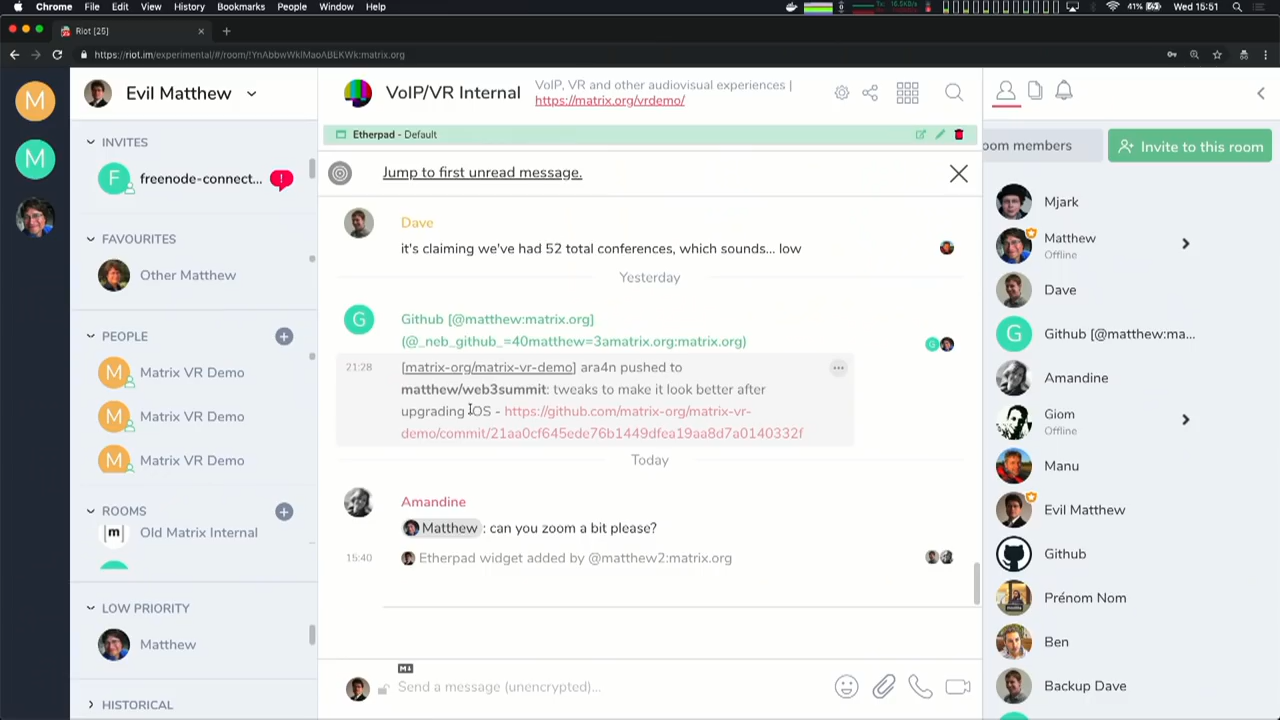 Chrome File Edit View History Bookmarks People Window Help
41% Wed 15:51
Riot [25]
M
Evil Matthew
VoIP/VR Internal
VoIP, VR and other audiovisual experiences |
https://matrix.org/vrdemo/
M
INVITES
F freenode-connect... !
FAVOURITES
Other Matthew
PEOPLE
M Matrix VR Demo
M Matrix VR Demo
M Matrix VR Demo
ROOMS
[m] Old Matrix Internal
LOW PRIORITY
Matthew
HISTORICAL
Etherpad - Default
Jump to first unread message.
Dave
it's claiming we've had 52 total conferences, which sounds... low
Yesterday
G Github [@matthew:matrix.org]
(@_neb_github_=40matthew=3amatrix.org:matrix.org)
G
21:28 [matrix-org/matrix-vr-demo] ara4n pushed to
matthew/web3summit: tweaks to make it look better after
upgrading iOS - https://github.com/matrix-org/matrix-vr-
demo/commit/21aa0cf645ede76b1449dfea19aa8d7a0140332f
Today
Amandine
Matthew : can you zoom a bit please?
15:40 Etherpad widget added by @matthew2:matrix.org
Send a message (unencrypted)...
oom members
Invite to this room
Mjark
Matthew
Offline
Dave
G Github [@matthew:ma...
Amandine
Giom
Offline
Manu
Evil Matthew
Github
Prénom Nom
Ben
Backup Dave